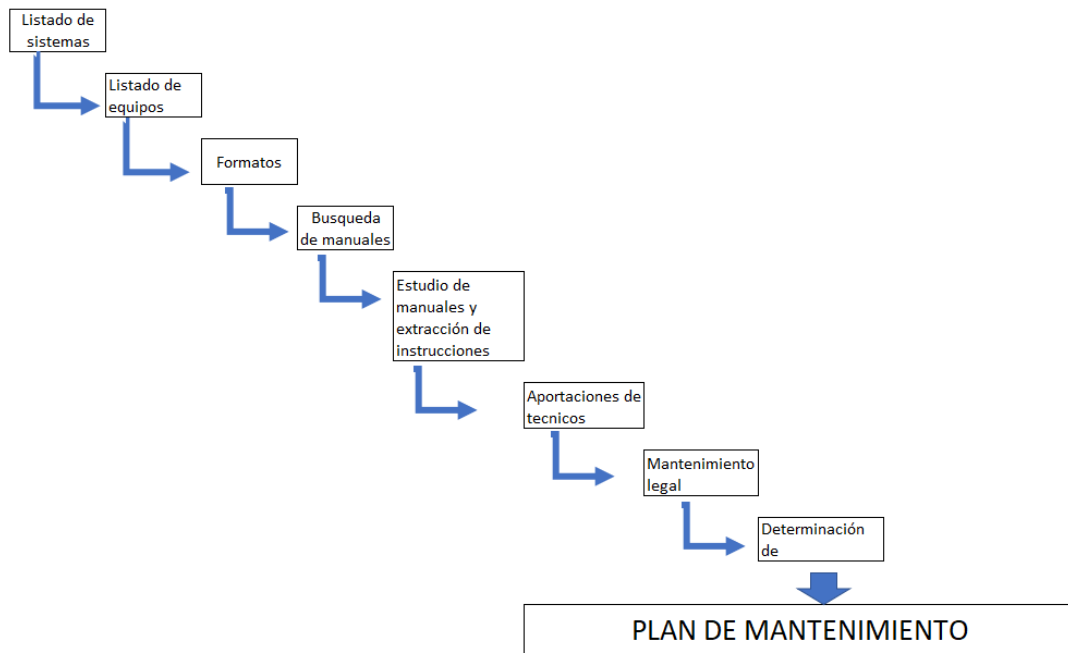 Listado de
sistemas
Listado de
equipos
Formatos
Busqueda
de manuales
Estudio de
manuales y
extracción de
instrucciones
Aportaciones de
tecnicos
Mantenimiento
legal
Determinación
de
PLAN DE MANTENIMIENTO